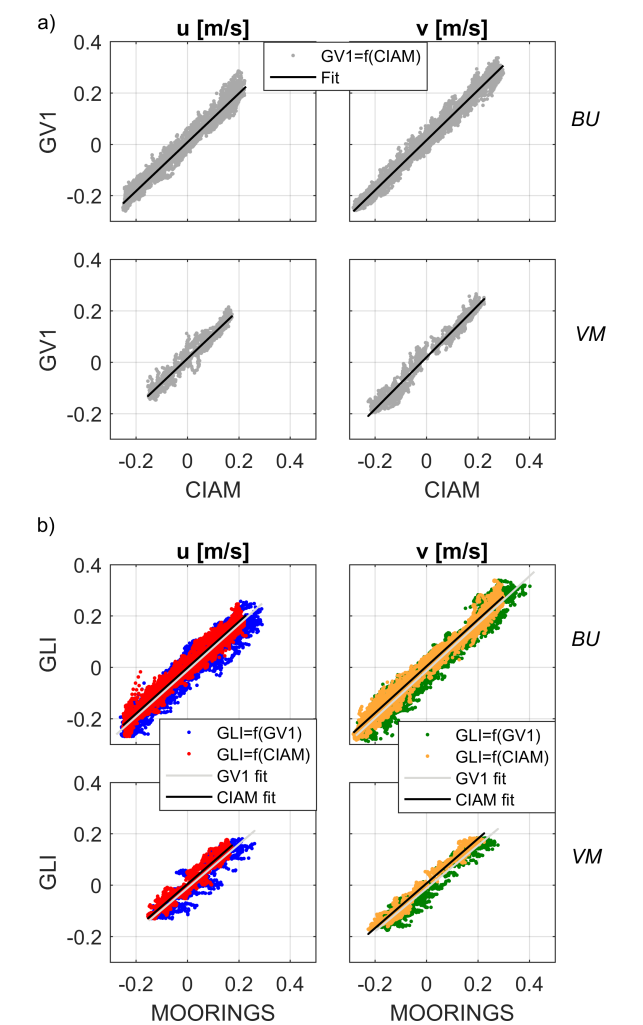 a)
u [m/s]
v [m/s]
GV1=f(CIAM)
Fit
0.4
0.2
0
-0.2
GV1
BU
0.4
0.2
0
-0.2
GV1
VM
-0.2 0 0.2 0.4
-0.2 0 0.2 0.4
CIAM
CIAM
b)
u [m/s]
v [m/s]
0.4
0.2
0
-0.2
GLI
BU
GLI=f(GV1)
GLI=f(CIAM)
GV1 fit
CIAM fit
GLI=f(GV1)
GLI=f(CIAM)
GV1 fit
CIAM fit
0.4
0.2
0
-0.2
GLI
VM
-0.2 0 0.2 0.4
-0.2 0 0.2 0.4
MOORINGS
MOORINGS